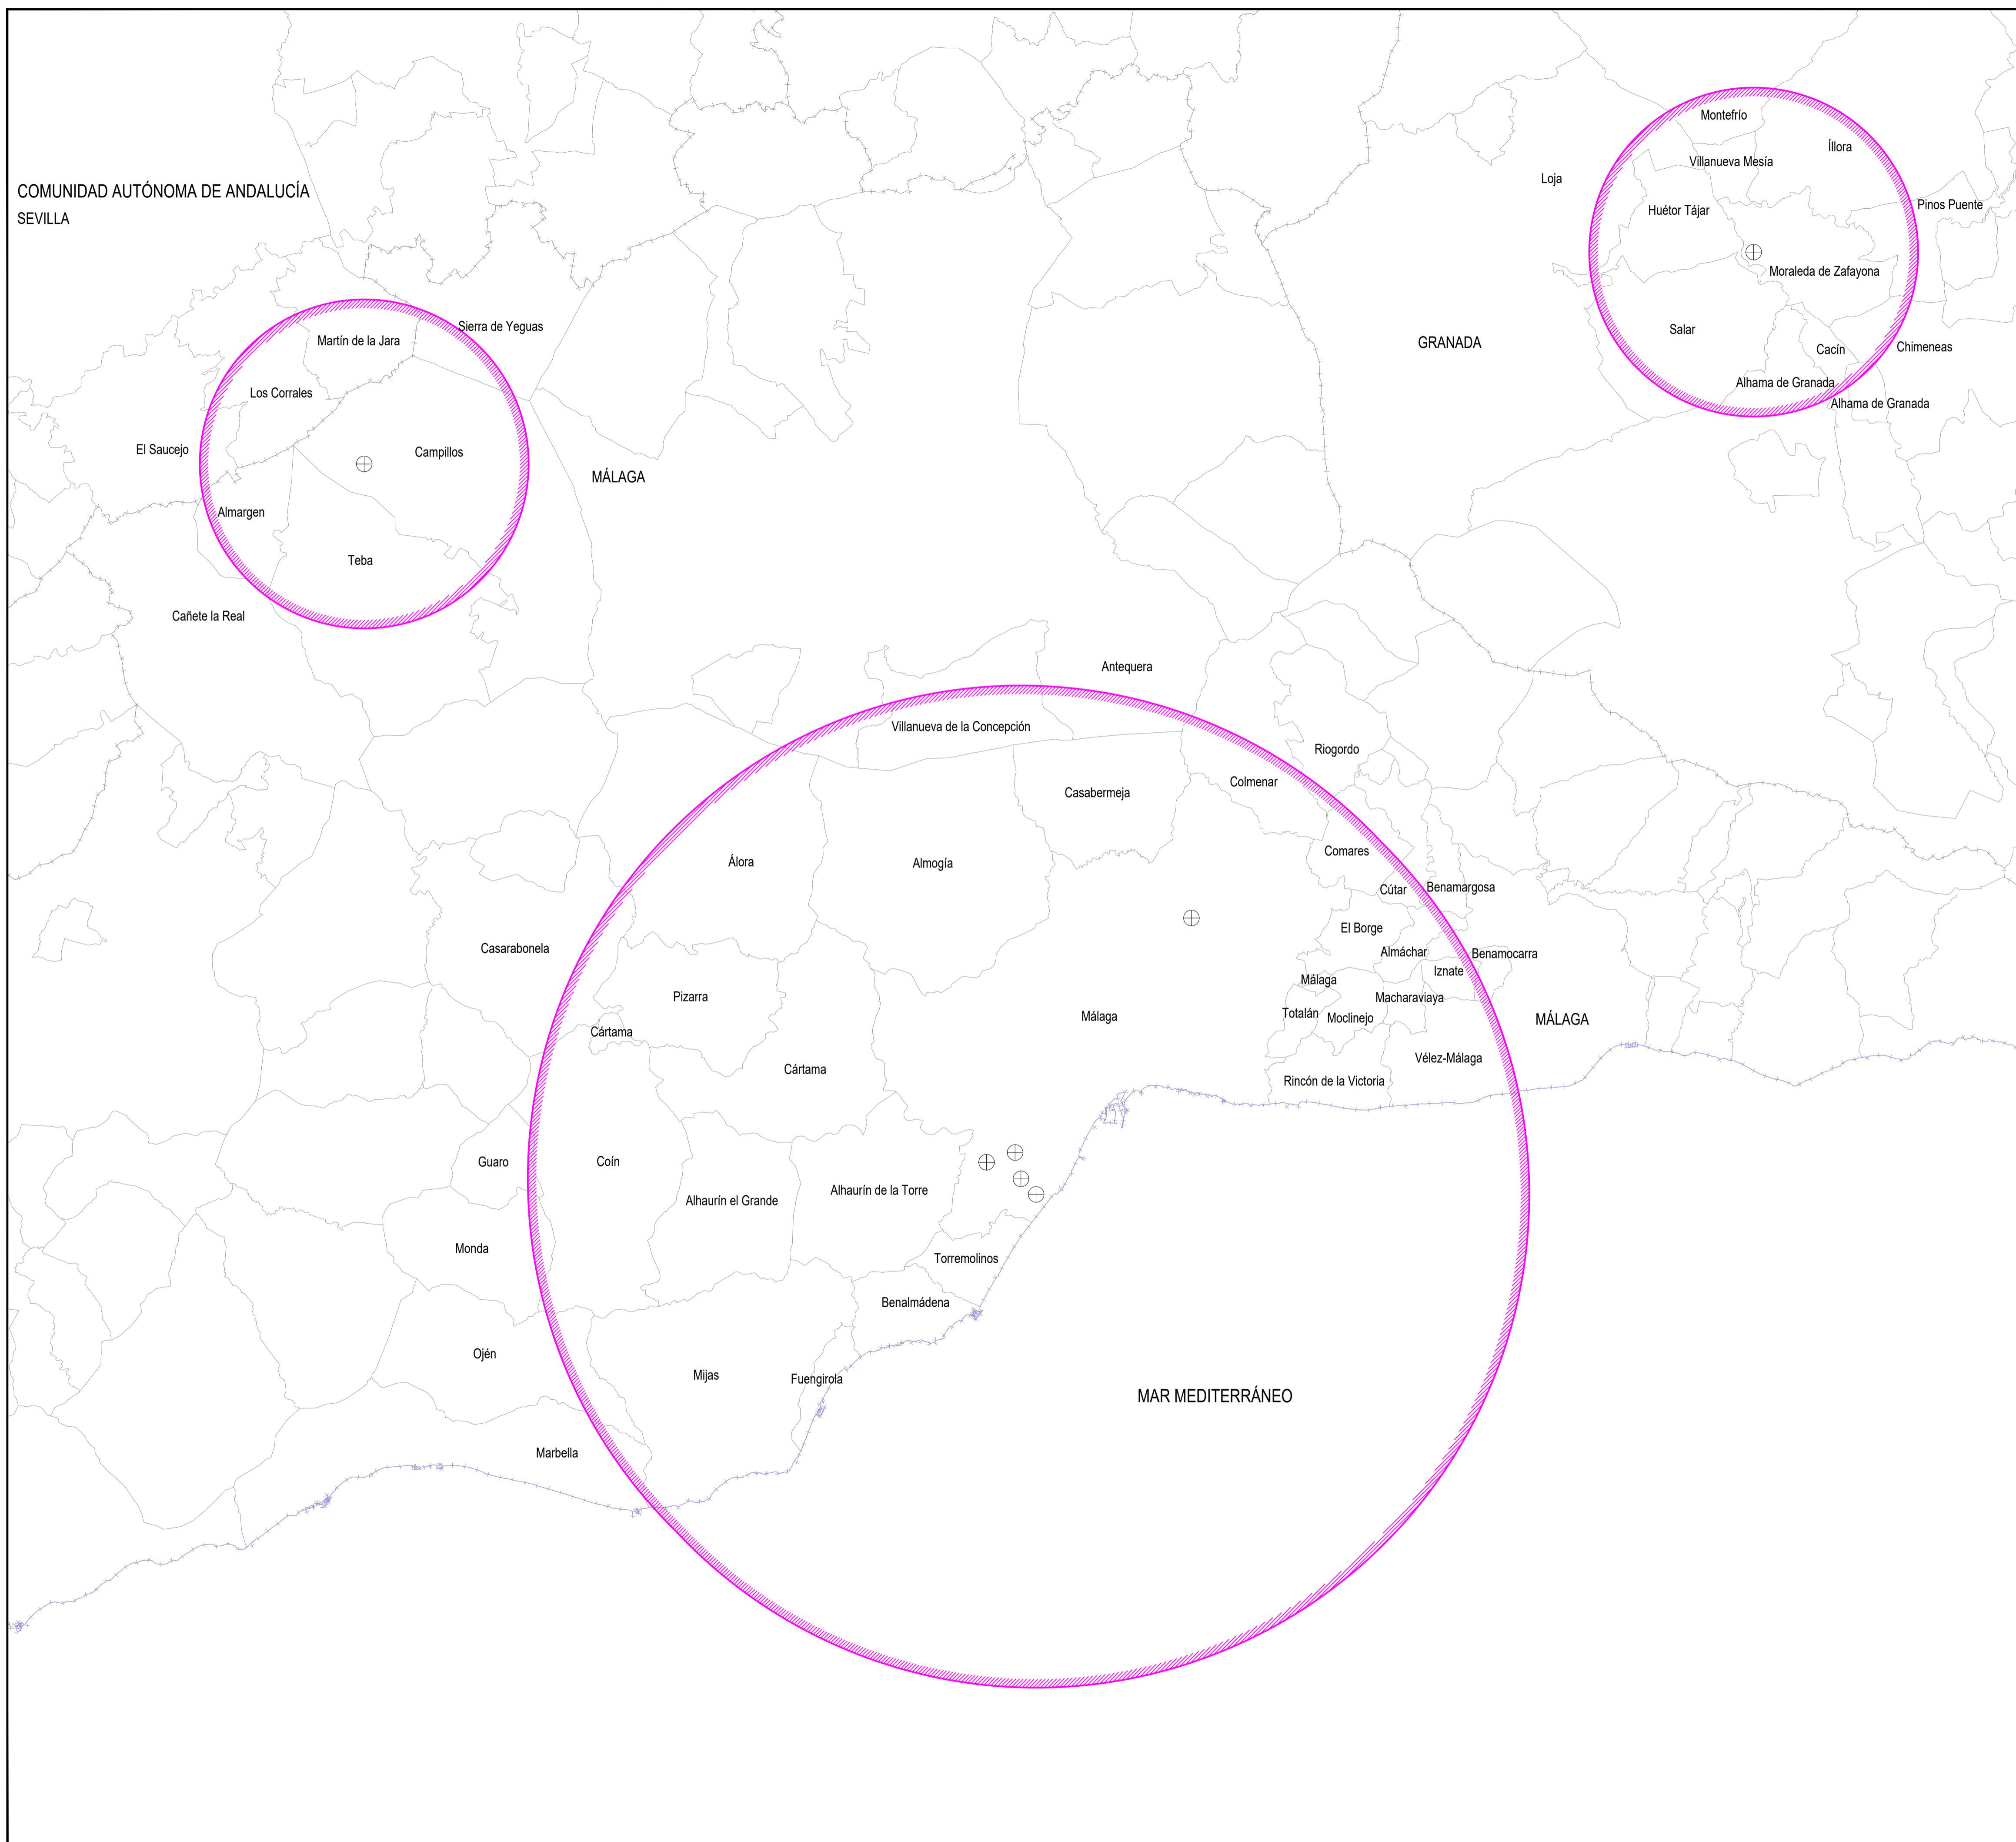 Montefrío
Íllora
Villanueva Mesía
Loja
COMUNIDAD AUTÓNOMA DE ANDALUCÍA
SEVILLA
Pinos Puente
Huétor Tájar
Moraleda de Zafayona
Sierra de Yeguas
Salar
Martín de la Jara
GRANADA
Chimeneas
Cacín
Alhama de Granada
Los Corrales
Alhama de Granada
El Saucejo
Campillos
MÁLAGA
Almargen
Teba
Cañete la Real
Antequera
Villanueva de la Concepción
Riogordo
Colmenar
Casabermeja
Comares
Álora
Almogía
Cútar
Benamargosa
El Borge
Casarabonela
Almáchar
Benamocarra
Iznate
Málaga
Pizarra
Macharaviaya
Totalán
Málaga
Moclinejo
MÁLAGA
Cártama
Vélez-Málaga
Cártama
Rincón de la Victoria
Guaro
Coín
Alhaurín de la Torre
Alhaurín el Grande
Monda
Torremolinos
Benalmádena
Ojén
Mijas
Fuengirola
MAR MEDITERRÁNEO
Marbella